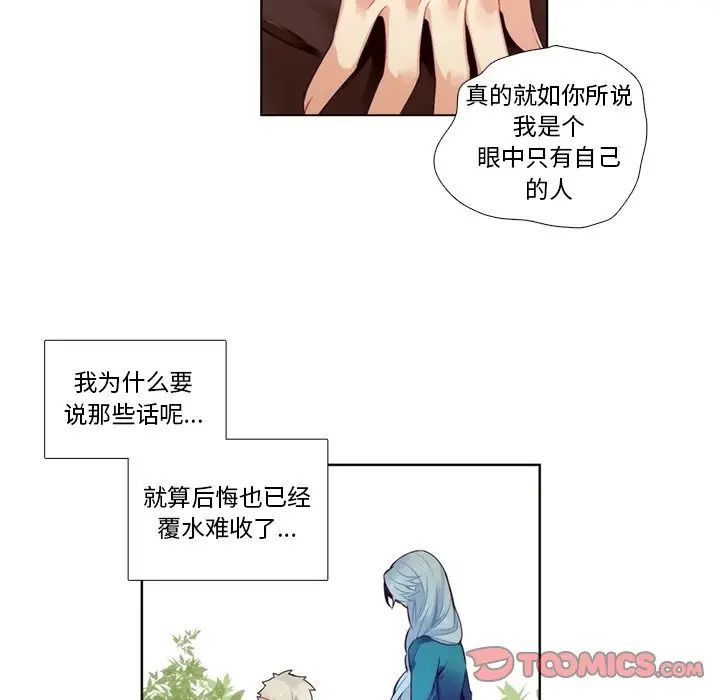 真的就如你所说
我是个
眼中只有自己
的人
我为什么要
说那些话呢...
就算后悔也已经
覆水难收了...
TOOMICS.COM